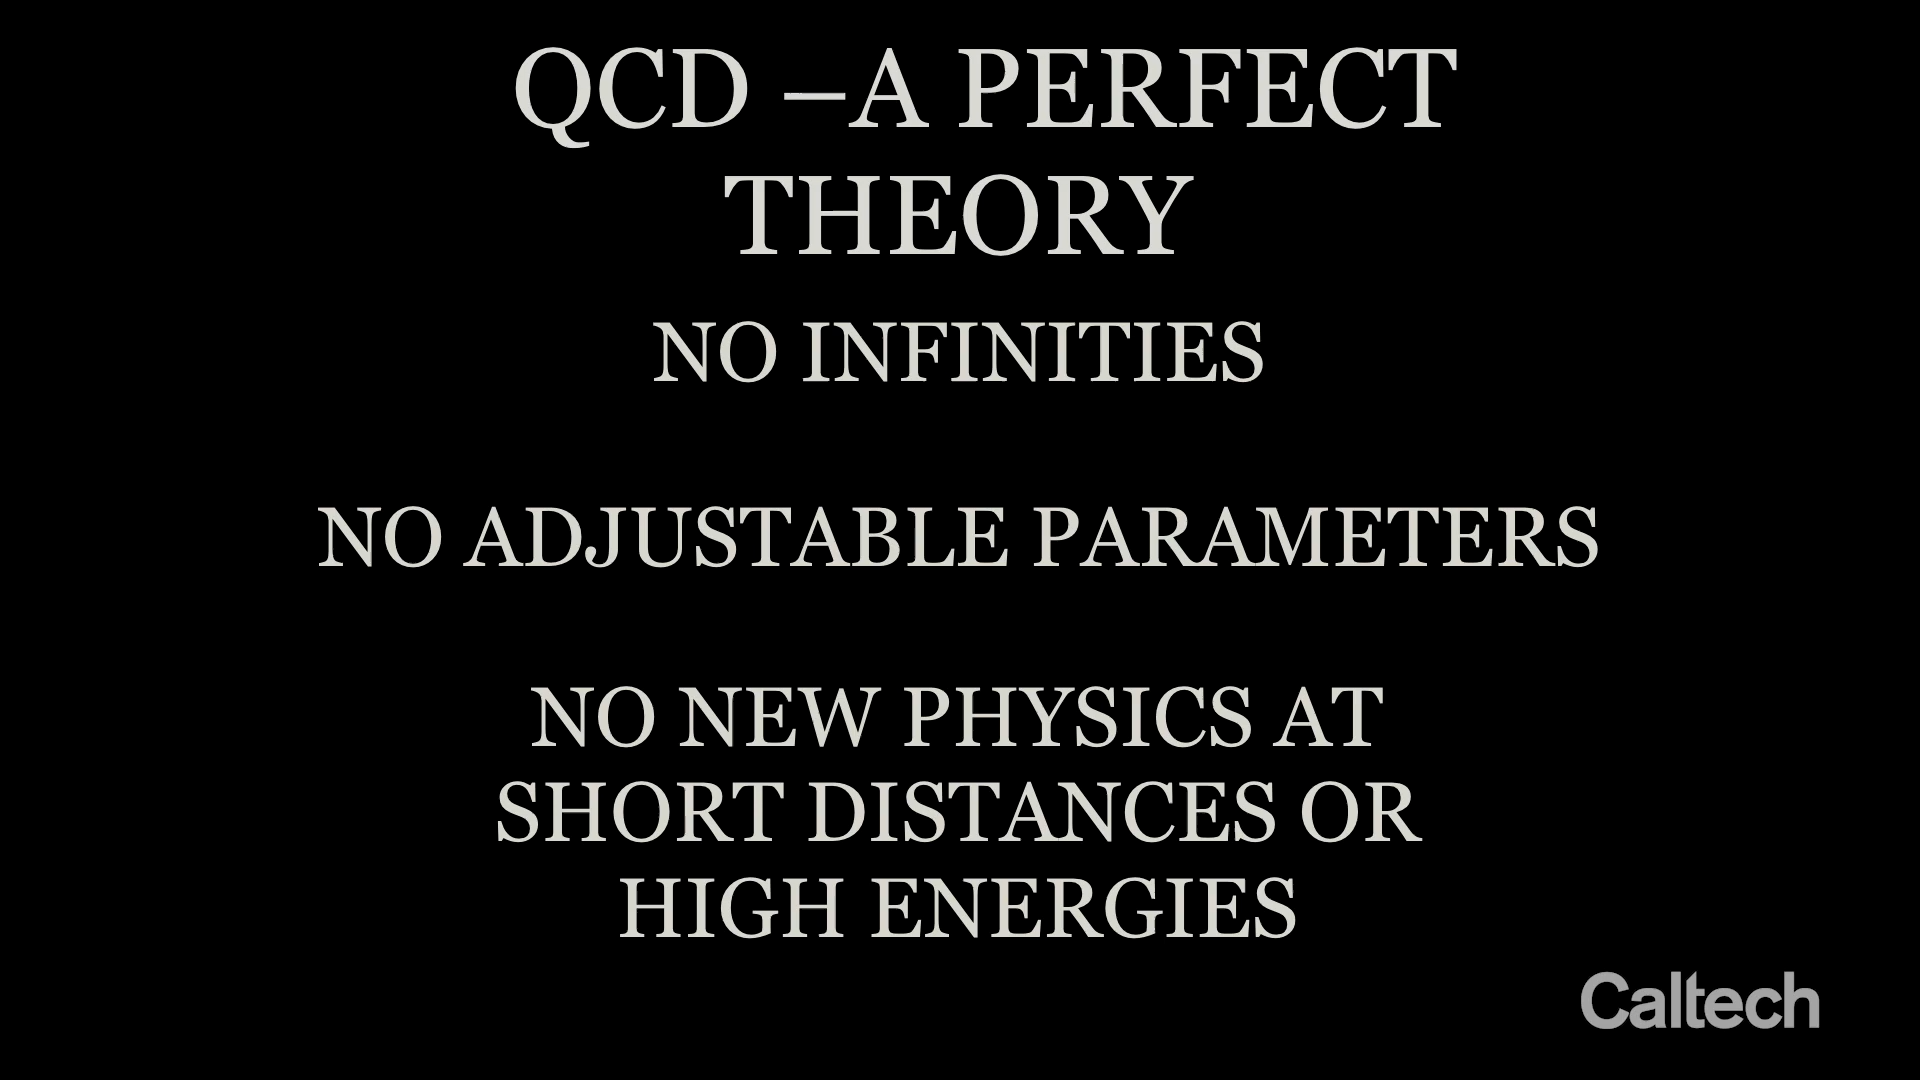 QCD –A PERFECT
THEORY
NO INFINITIES
NO ADJUSTABLE PARAMETERS
NO NEW PHYSICS AT
SHORT DISTANCES OR
HIGH ENERGIES
Caltech